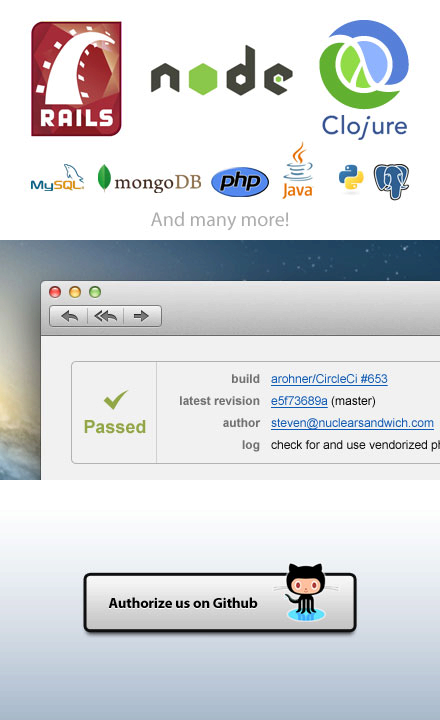 RAILS
node
Clojure
MySQL
mongoDB
php
Java
And many more!
build arohner/CircleCi #653
latest revision e5f73689a (master)
Passed
author steven@nuclearsandwich.com
log check for and use vendorized
Authorize us on Github